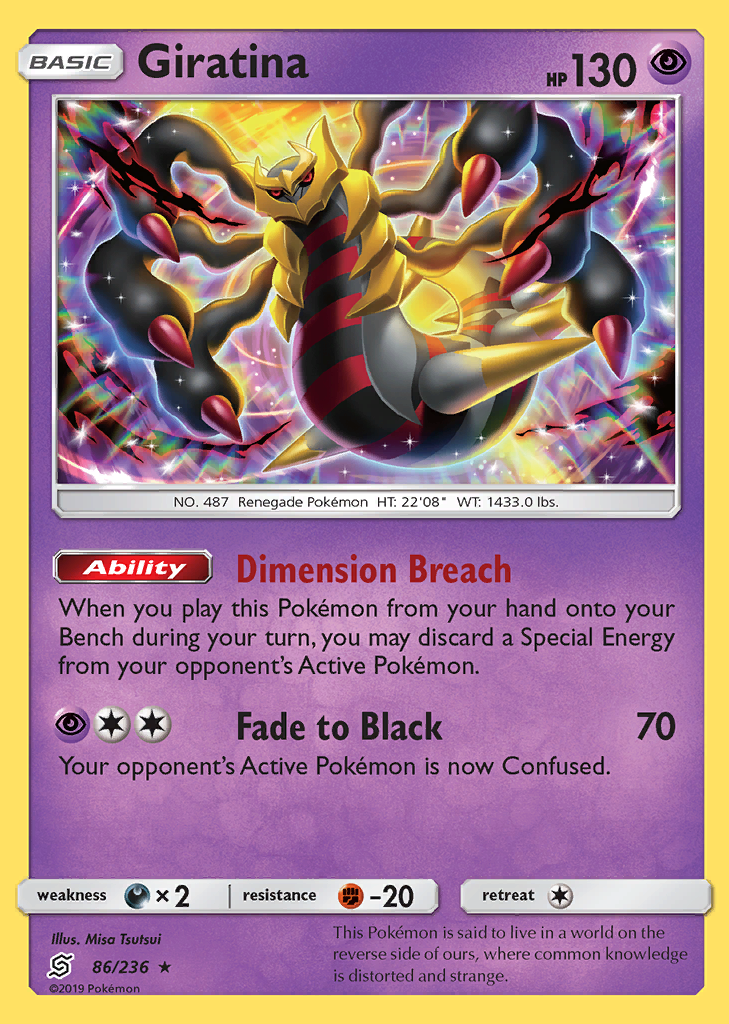 BASIC Giratina HP 130
NO. 487 Renegade Pokémon HT: 22'08" WT: 1433.0 lbs.
Ability Dimension Breach
When you play this Pokémon from your hand onto your
Bench during your turn, you may discard a Special Energy
from your opponent's Active Pokémon.
Fade to Black 70
Your opponent's Active Pokémon is now Confused.
weakness ×2 resistance -20 retreat
Illus. Misa Tsutsui
86/236 ★
©2019 Pokémon
This Pokémon is said to live in a world on the
reverse side of ours, where common knowledge
is distorted and strange.